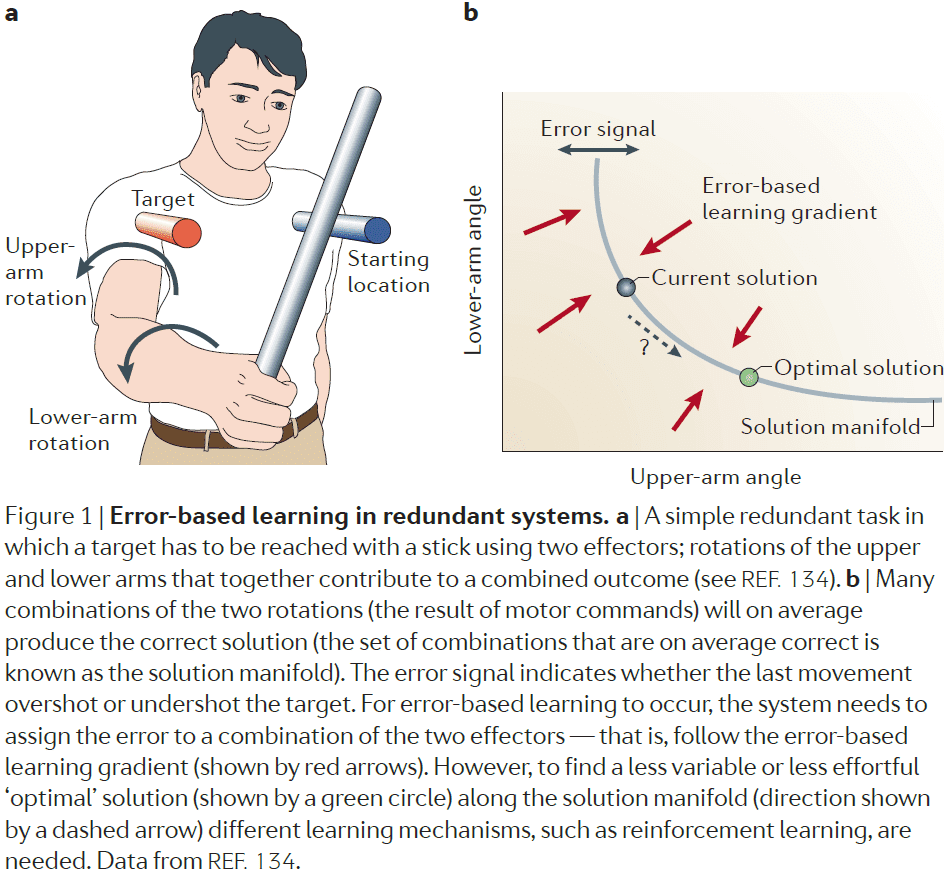 a
Target
Upper-
arm
rotation
Starting
location
Lower-arm
rotation
b
Error signal
Error-based
learning gradient
Current solution
?
Optimal solution
Solution manifold
Lower-arm angle
Upper-arm angle
Figure 1 | Error-based learning in redundant systems. a | A simple redundant task in
which a target has to be reached with a stick using two effectors; rotations of the upper
and lower arms that together contribute to a combined outcome (see REF. 134). b | Many
combinations of the two rotations (the result of motor commands) will on average
produce the correct solution (the set of combinations that are on average correct is
known as the solution manifold). The error signal indicates whether the last movement
overshot or undershot the target. For error-based learning to occur, the system needs to
assign the error to a combination of the two effectors — that is, follow the error-based
learning gradient (shown by red arrows). However, to find a less variable or less effortful
‘optimal’ solution (shown by a green circle) along the solution manifold (direction shown
by a dashed arrow) different learning mechanisms, such as reinforcement learning, are
needed. Data from REF. 134.